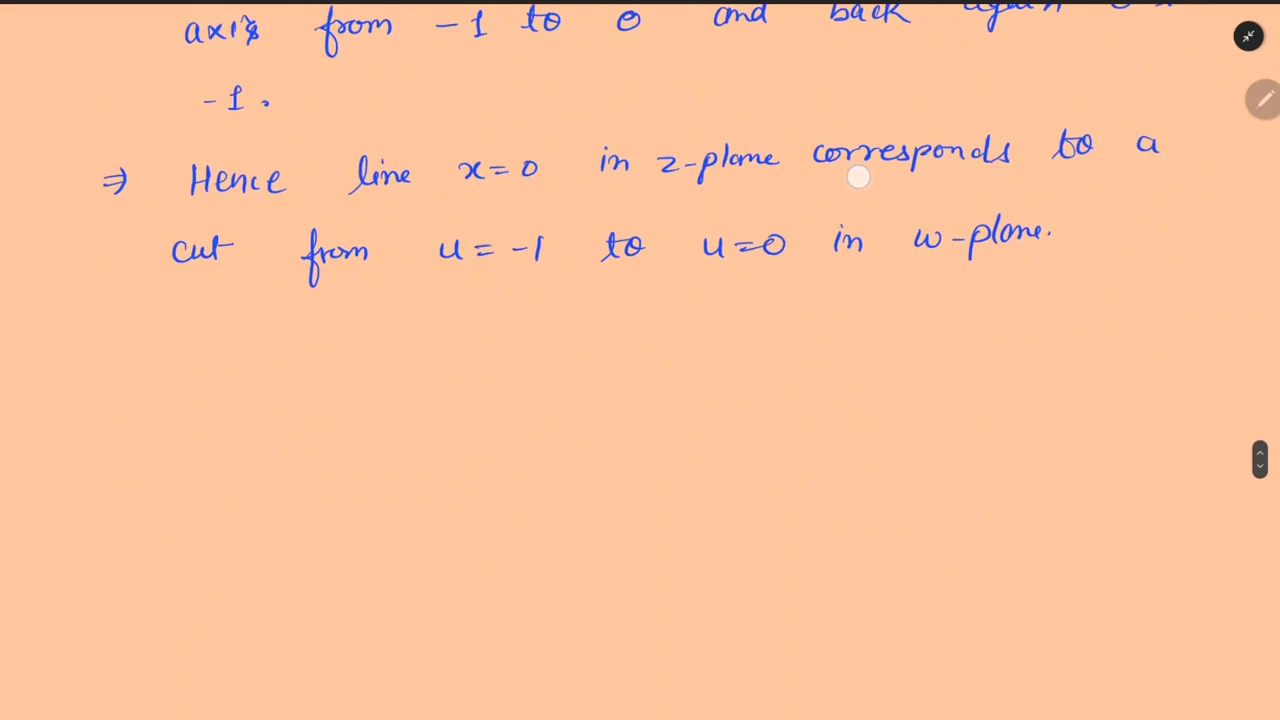 axis from -1 to 0 and back again
-1.
⇒ Hence line x=0 in z-plane corresponds to a
cut from u=-1 to u=0 in w-plane.